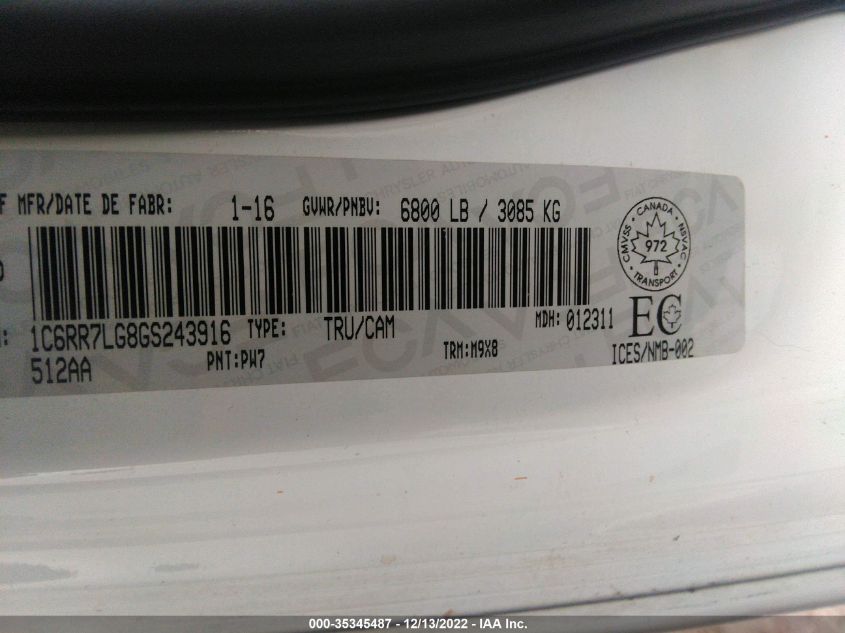 F MFR/DATE DE FABR: 1-16 GVWR/PNBV: 6800 LB / 3085 KG
CANADA
CMVSS 972 NSVAC
TRANSPORT
: 1C6RR7LG8GS243916 TYPE: TRU/CAM MDH: 012311 EC
512AA PNT:PW7 TRM:M9X8 ICES/NMB-002
000-35345487 - 12/13/2022 - IAA Inc.